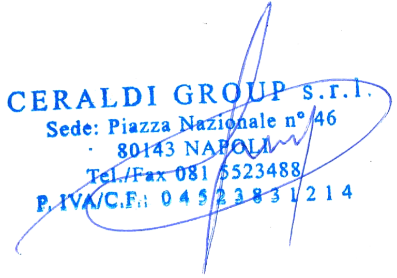 CERALDI GROUP s.r.l.
Sede: Piazza Nazionale n° 46
80143 NAPOLI
Tel./Fax 081 5523488
P. IVA/C.F.: 04523831214